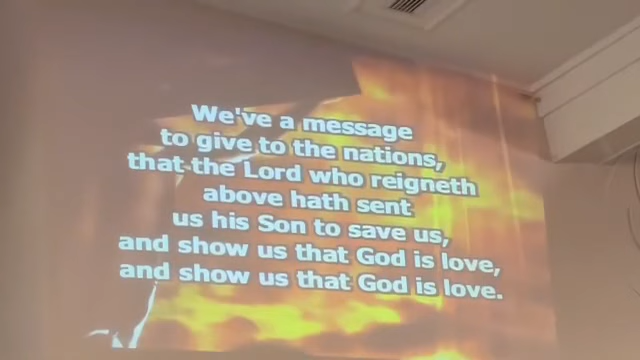 We've a message
to give to the nations,
that the Lord who reigneth
above hath sent
us his Son to save us,
and show us that God is love,
and show us that God is love.